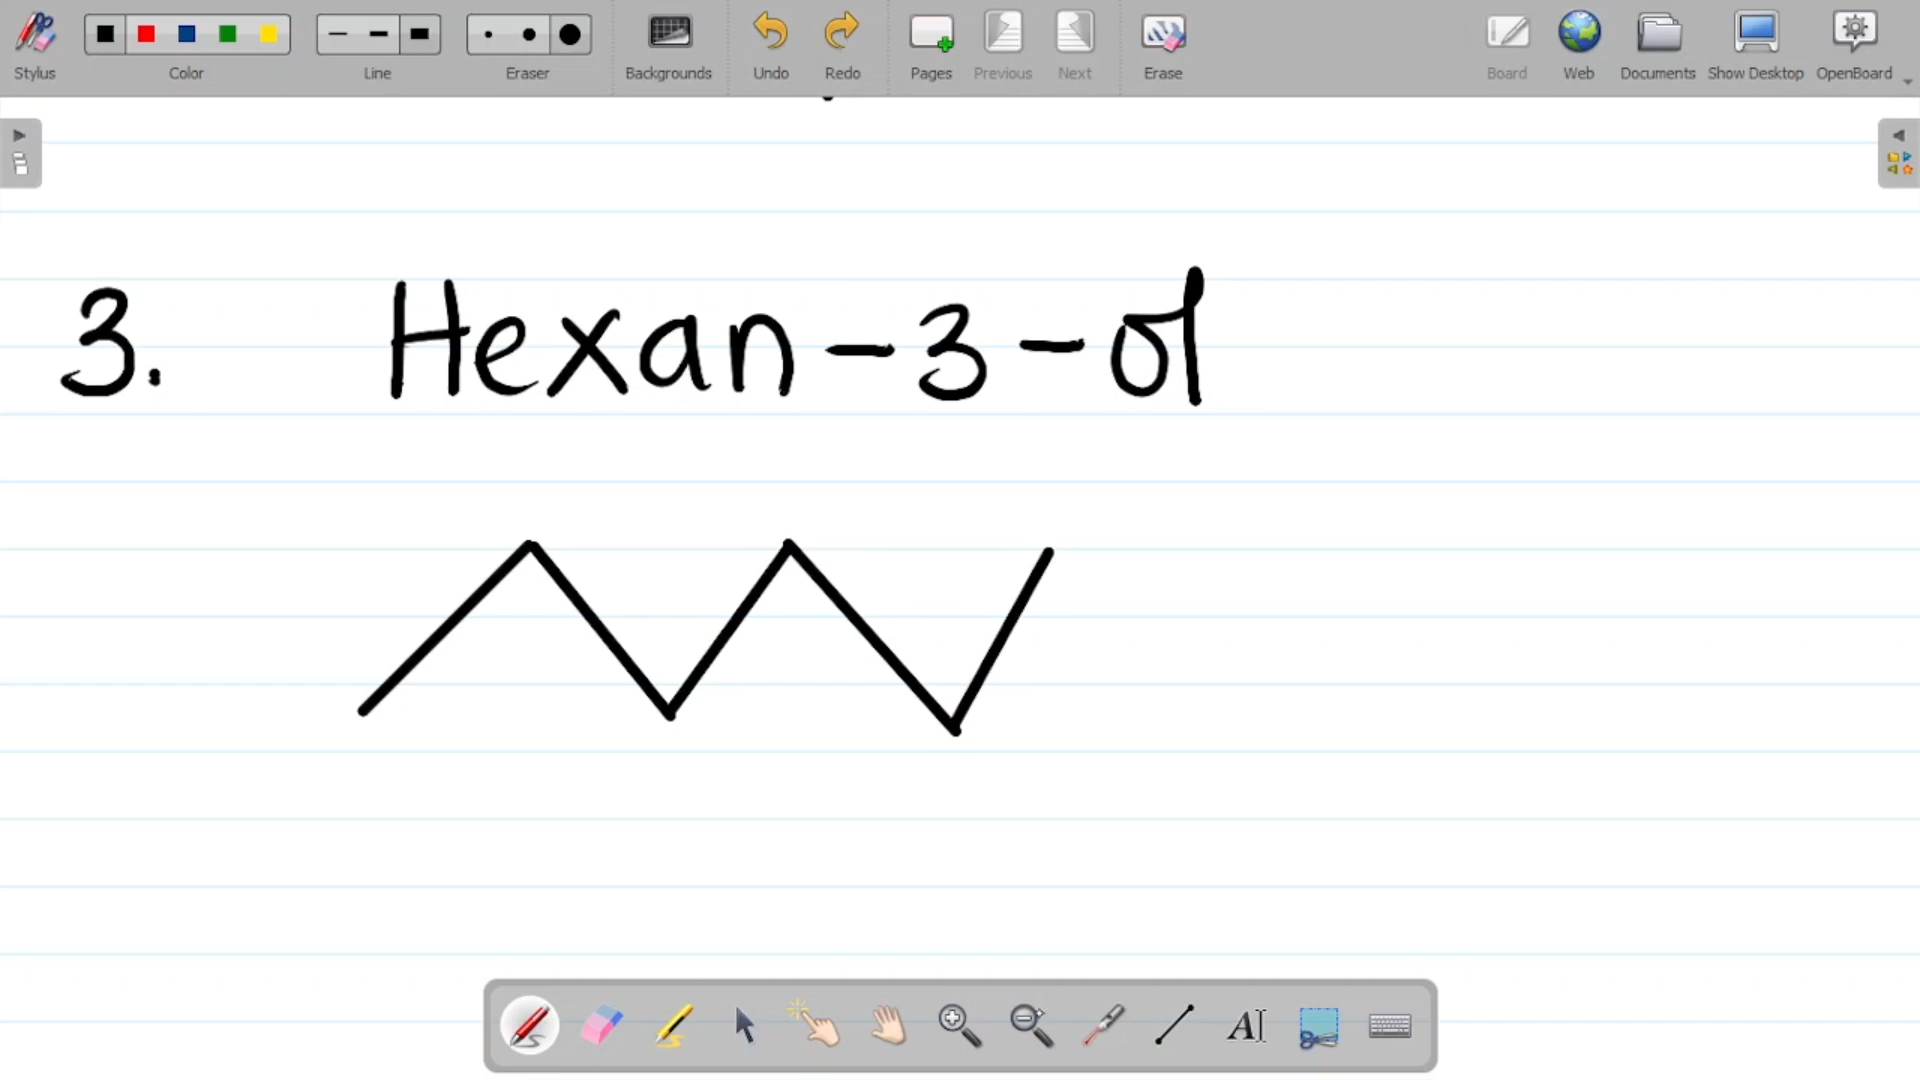 Stylus Color Line Eraser Backgrounds Undo Redo Pages Previous Next Erase Board Web Documents Show Desktop OpenBoard
3. Hexan-3-ol
AI